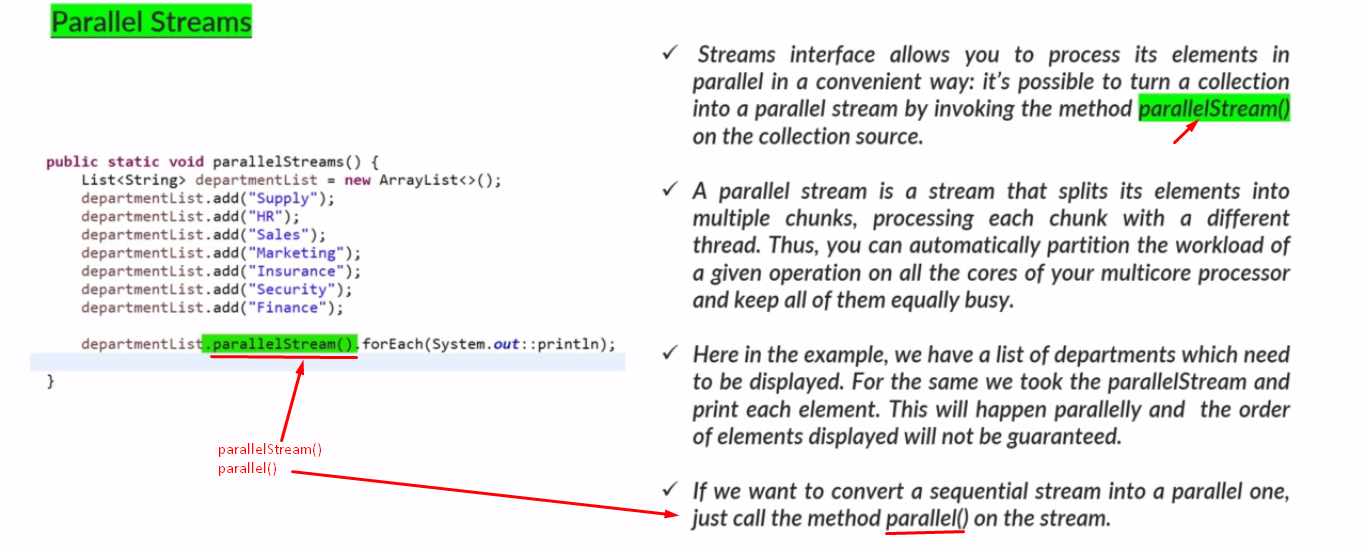 Parallel Streams
public static void parallelStreams() {
List<String> departmentList = new ArrayList<>();
departmentList.add("Supply");
departmentList.add("HR");
departmentList.add("Sales");
departmentList.add("Marketing");
departmentList.add("Insurance");
departmentList.add("Security");
departmentList.add("Finance");
departmentList.parallelStream().forEach(System.out::println);
}
parallelStream()
parallel()
✓ Streams interface allows you to process its elements in
parallel in a convenient way: it’s possible to turn a collection
into a parallel stream by invoking the method parallelStream()
on the collection source.
✓ A parallel stream is a stream that splits its elements into
multiple chunks, processing each chunk with a different
thread. Thus, you can automatically partition the workload of
a given operation on all the cores of your multicore processor
and keep all of them equally busy.
✓ Here in the example, we have a list of departments which need
to be displayed. For the same we took the parallelStream and
print each element. This will happen parallelly and the order
of elements displayed will not be guaranteed.
✓ If we want to convert a sequential stream into a parallel one,
just call the method parallel() on the stream.